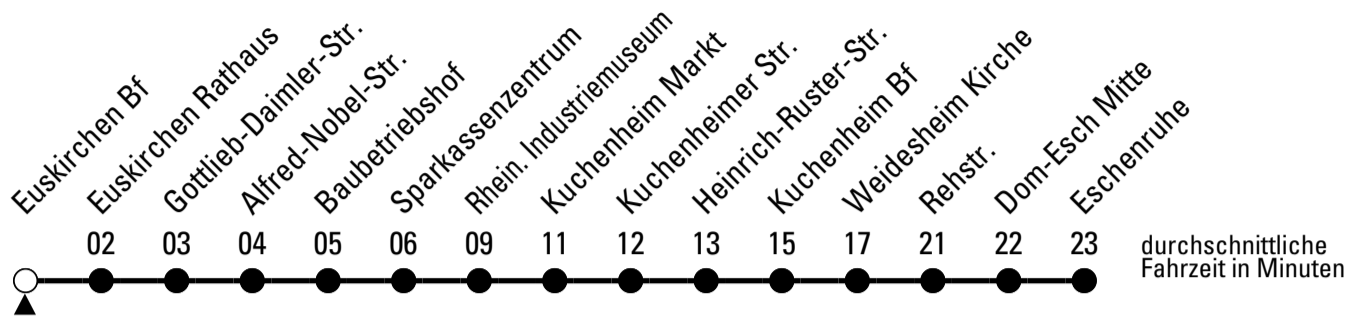 Euskirchen Bf
Euskirchen Rathaus
Gottlieb-Daimler-Str.
Alfred-Nobel-Str.
Baubetriebshof
Sparkassenzentrum
Rhein. Industriemuseum
Kuchenheim Markt
Kuchenheimer Str.
Heinrich-Ruster-Str.
Kuchenheim Bf
Weidesheim Kirche
Rehstr.
Dom-Esch Mitte
Eschenruhe
02 03 04 05 06 09 11 12 13 15 17 21 22 23
durchschnittliche
Fahrzeit in Minuten